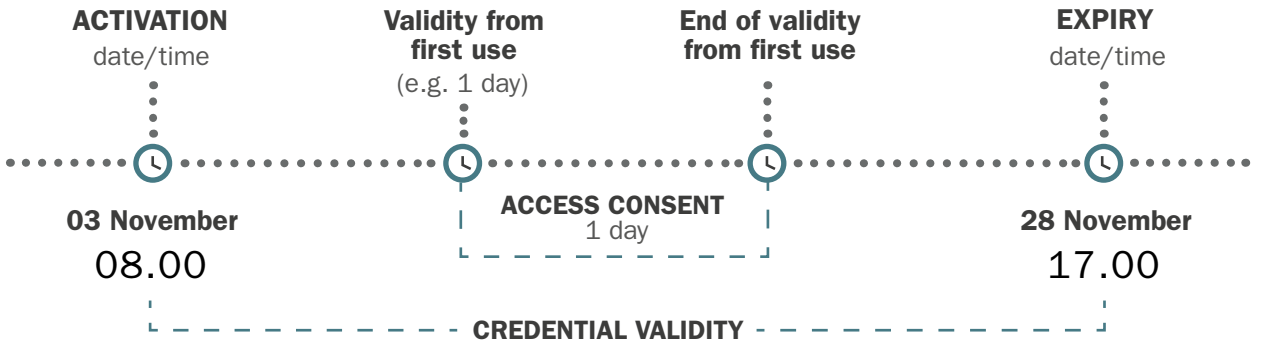 ACTIVATION
date/time
Validity from
first use
(e.g. 1 day)
End of validity
from first use
EXPIRY
date/time
03 November
08.00
ACCESS CONSENT
1 day
28 November
17.00
CREDENTIAL VALIDITY